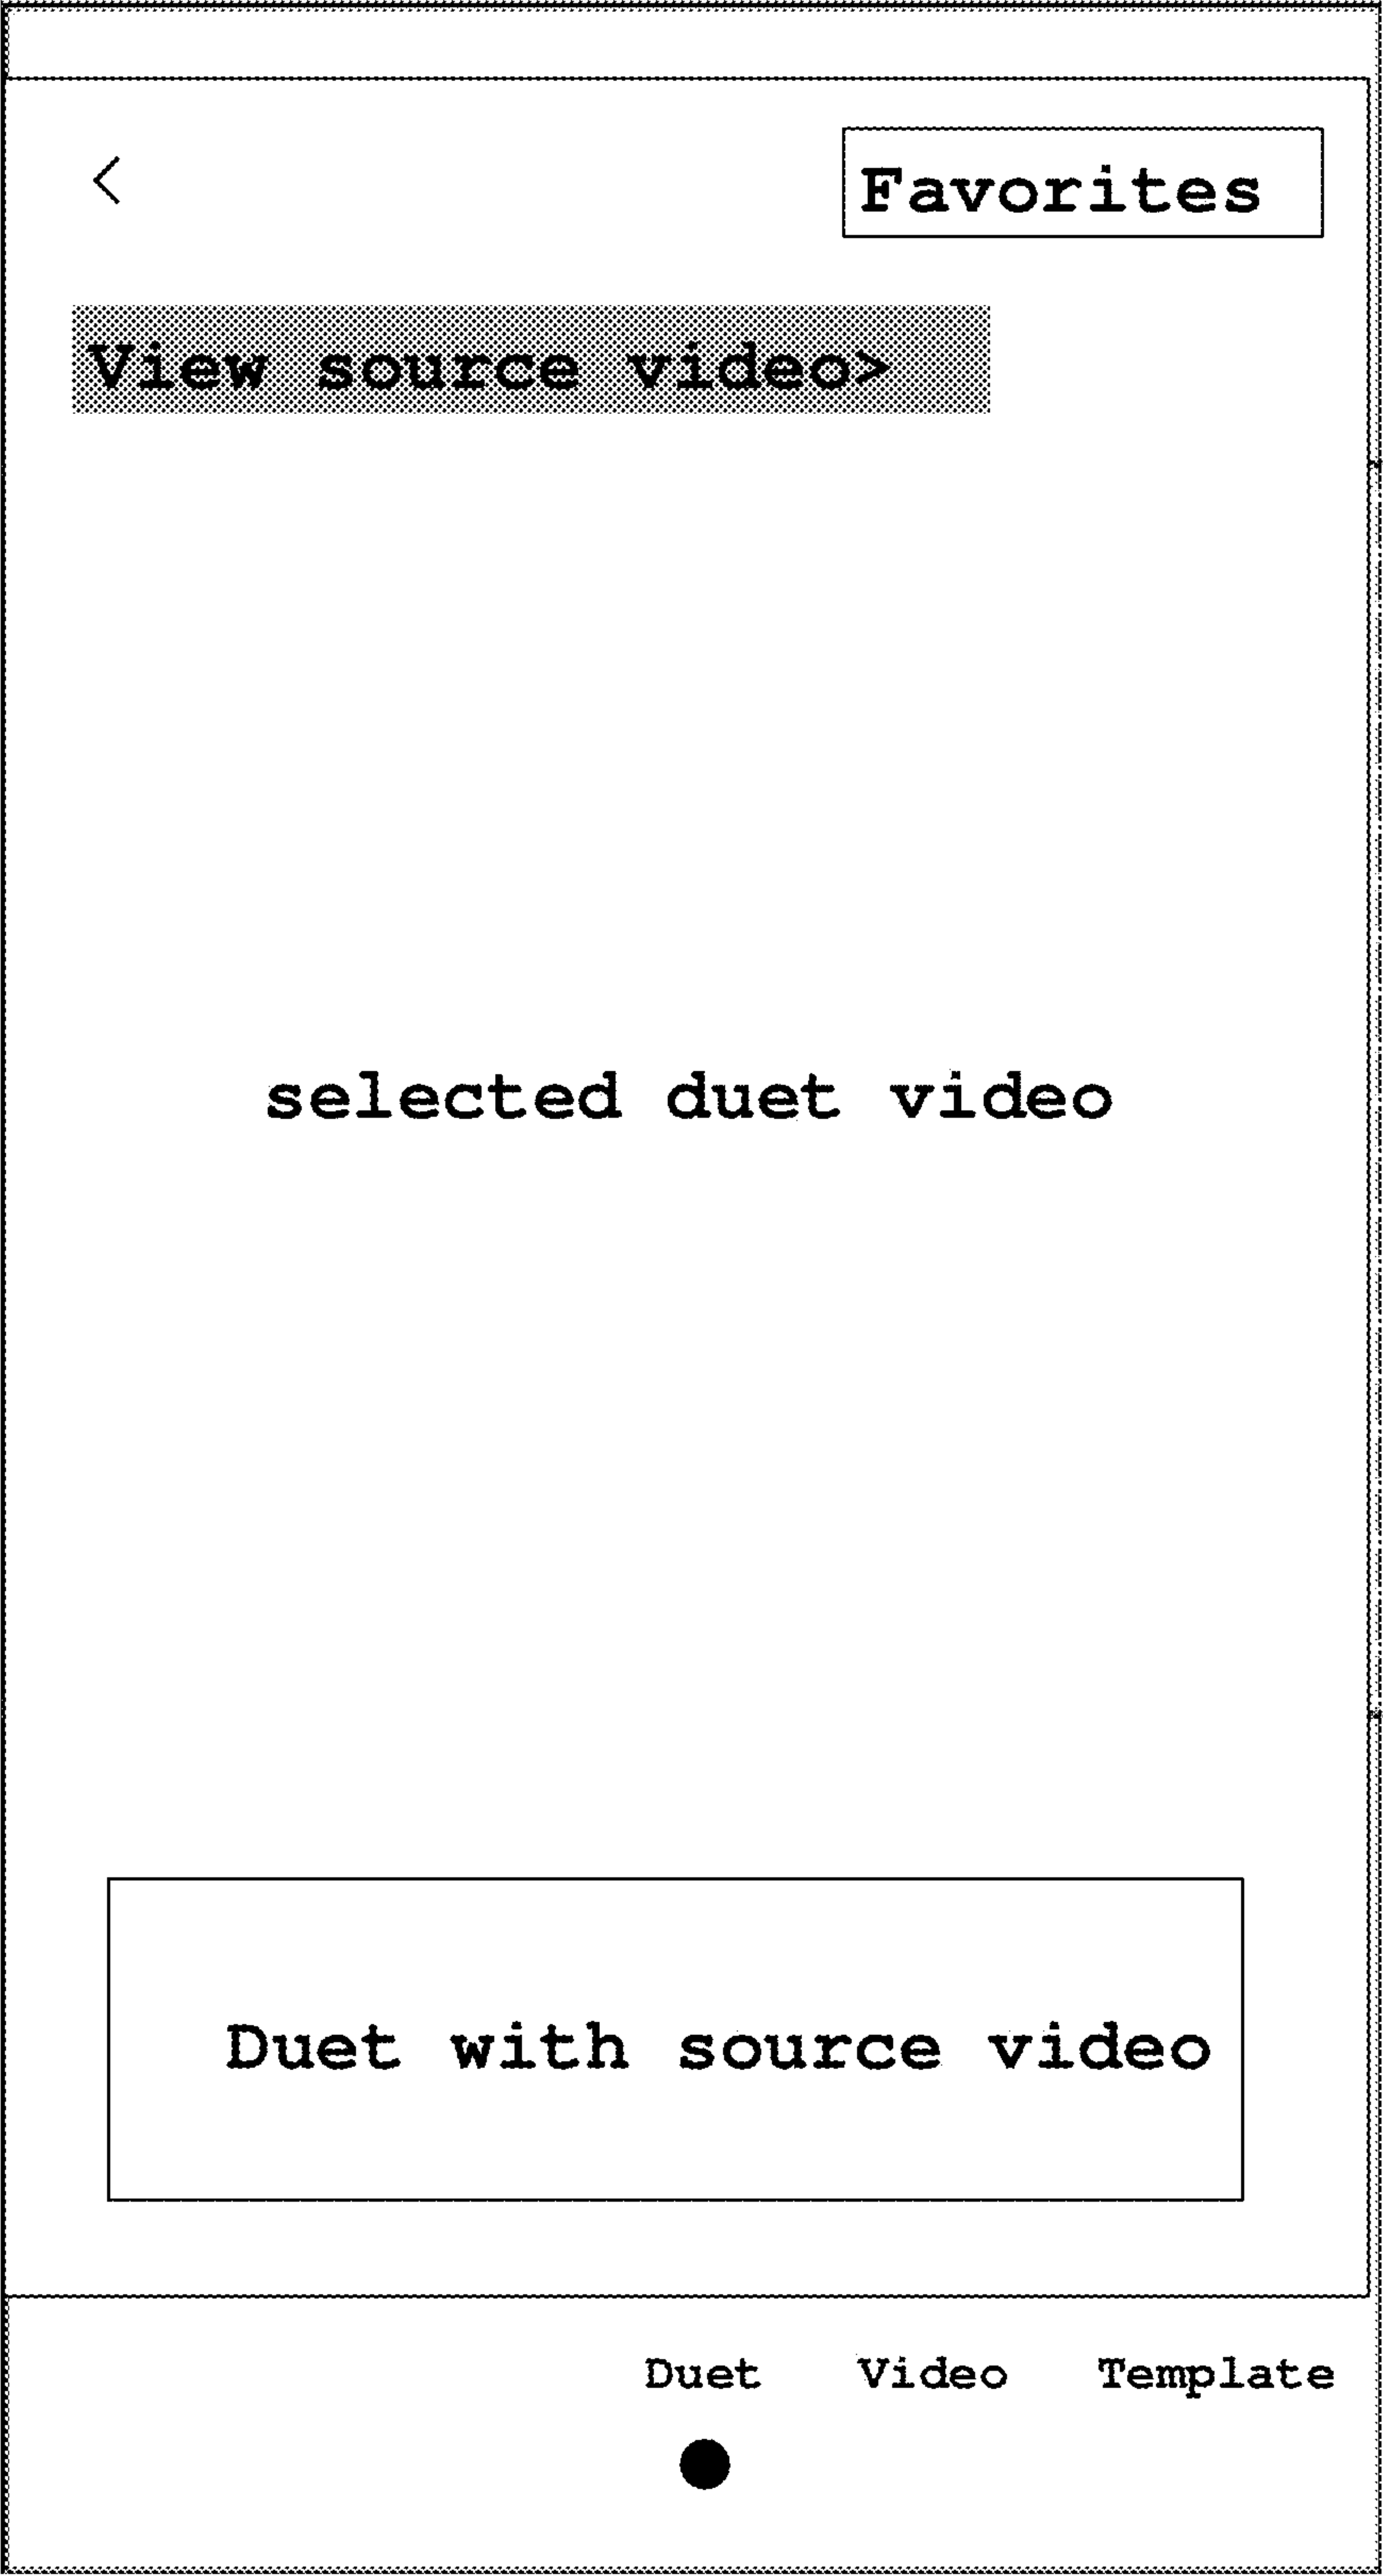 <
Favorites
View source video>
selected duet video
Duet with source video
Duet Video Template